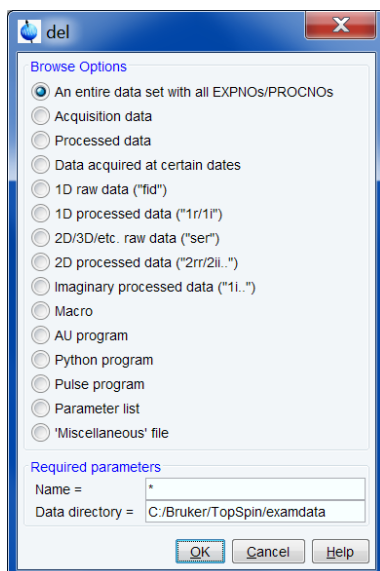 del
Browse Options
An entire data set with all EXPNOs/PROCNOs
Acquisition data
Processed data
Data acquired at certain dates
1D raw data ("fid")
1D processed data ("1r/1i")
2D/3D/etc. raw data ("ser")
2D processed data ("2rr/2ii..")
Imaginary processed data ("1i..")
Macro
AU program
Python program
Pulse program
Parameter list
'Miscellaneous' file
Required parameters
Name = *
Data directory = C:/Bruker/TopSpin/examdata
OK Cancel Help